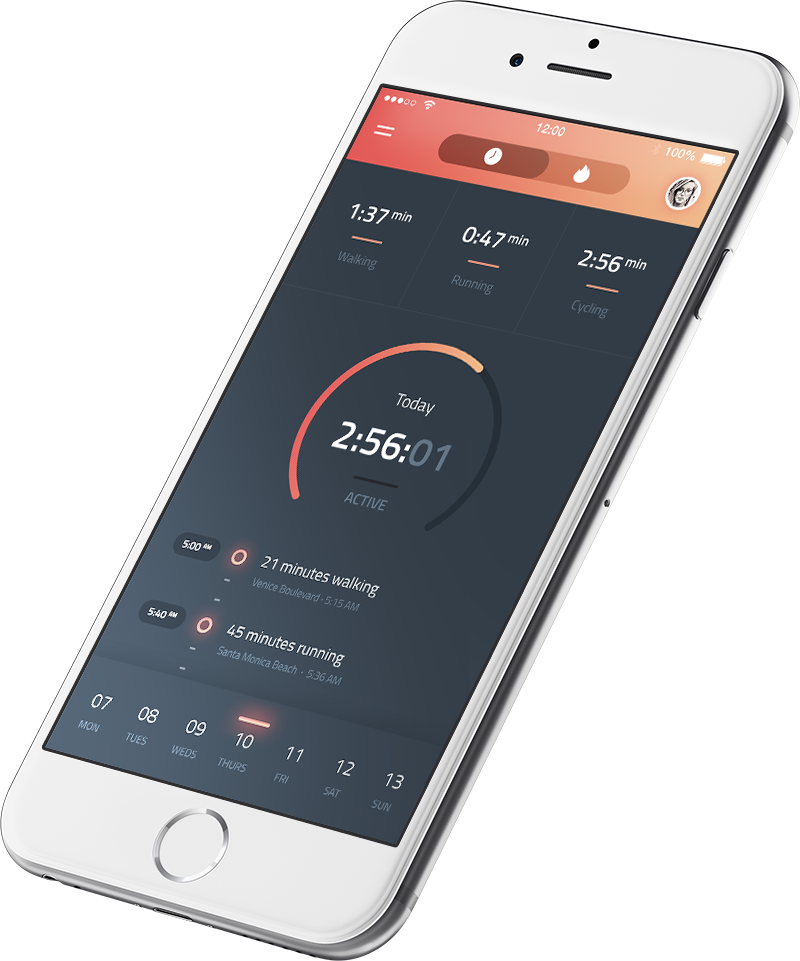 12:00
100%
1:37 min
0:47 min
2:56 min
Walking
Running
Cycling
Today
2:56:01
ACTIVE
5:00 AM
21 minutes walking
Venice Boulevard · 5:15 AM
5:40 AM
45 minutes running
Santa Monica Beach · 5:36 AM
07 08 09 10 11 12 13
MON TUES WEDS THURS FRI SAT SUN